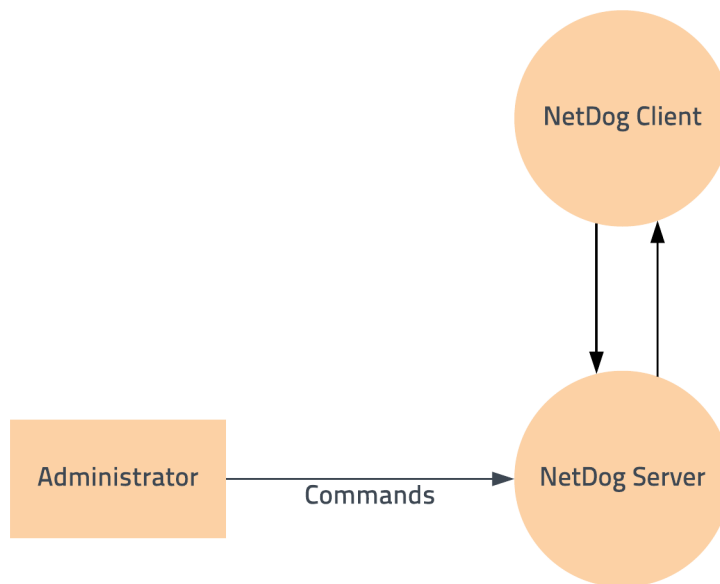 NetDog Client
Administrator
Commands
NetDog Server